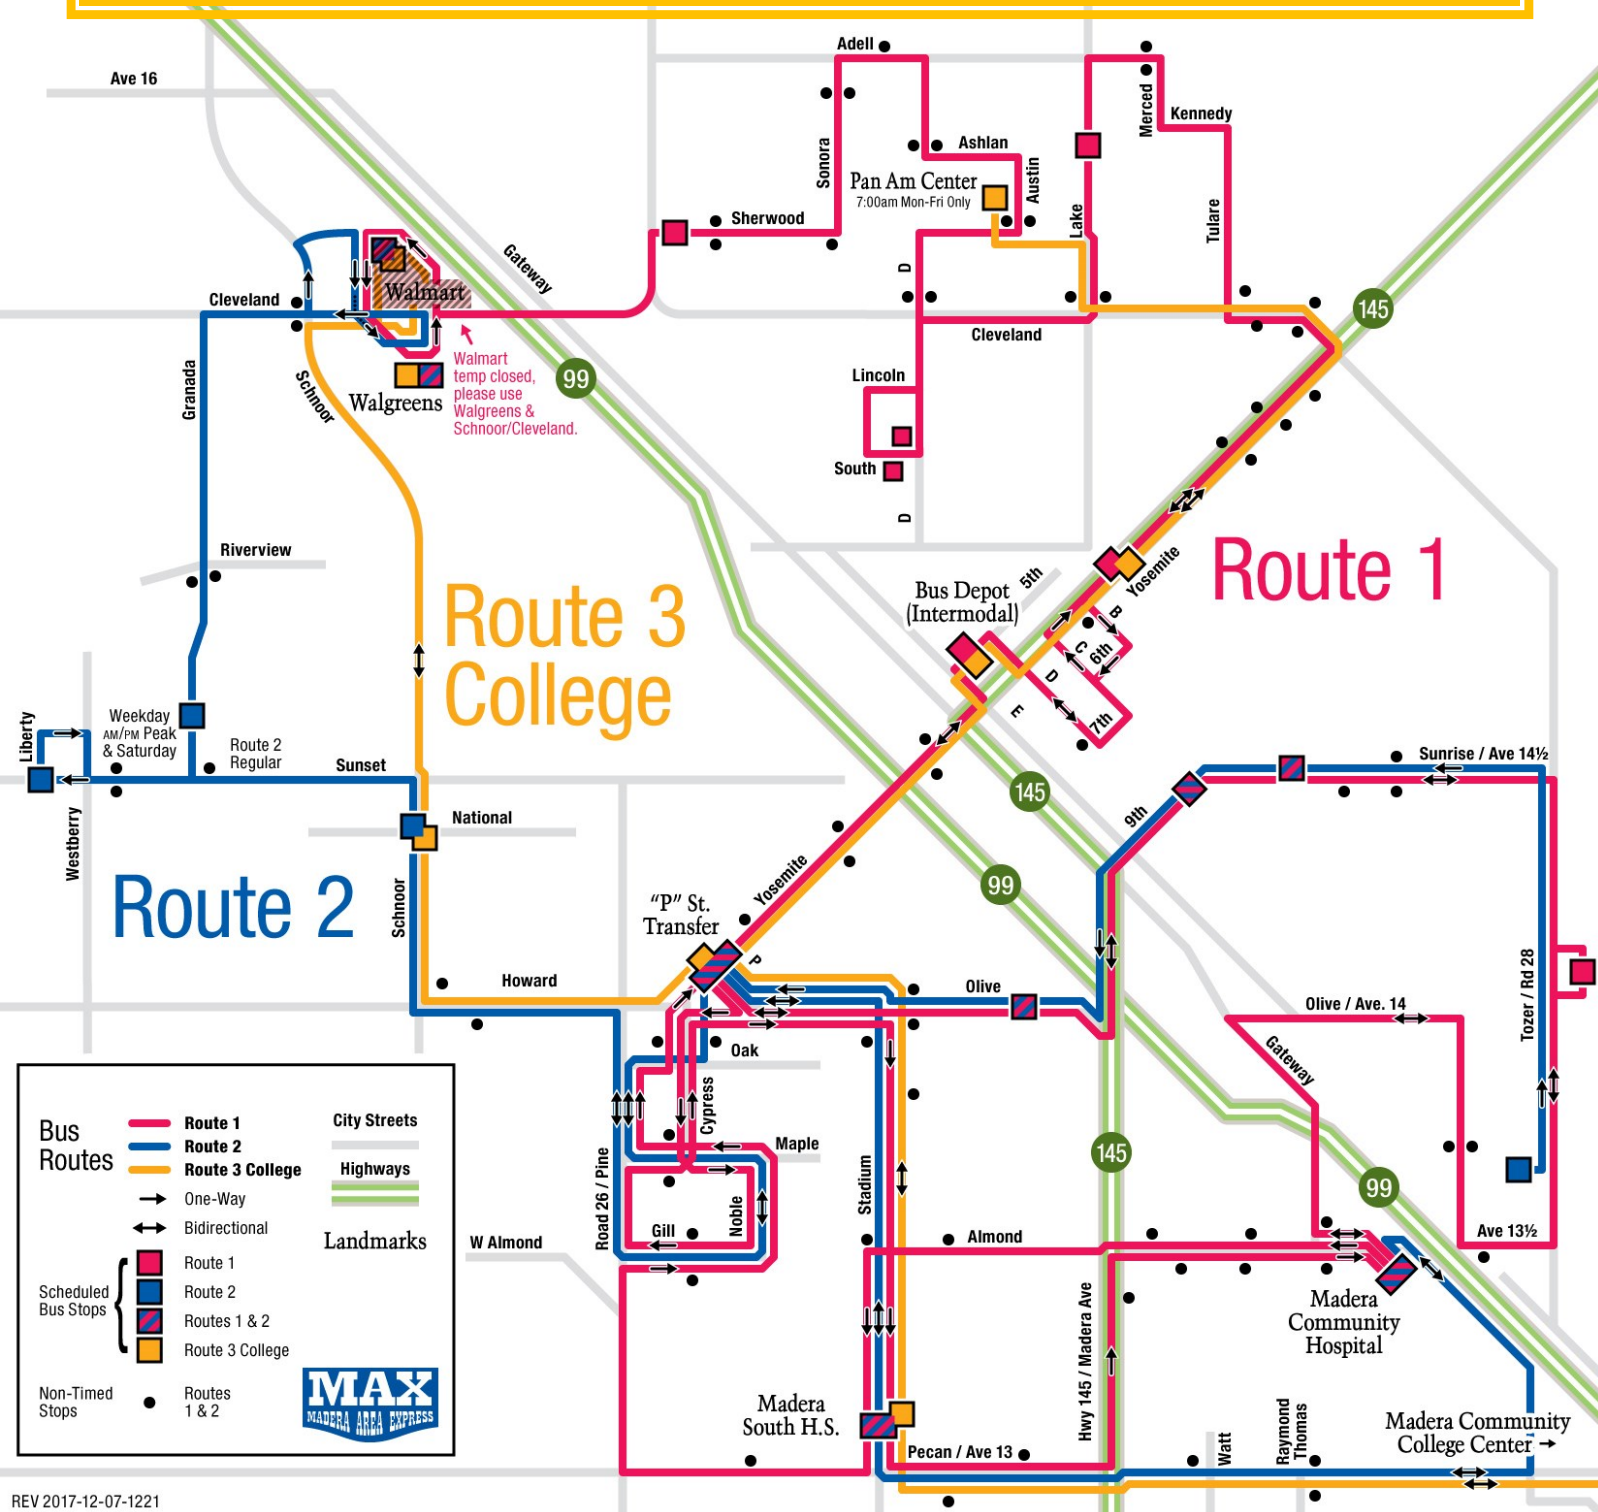 Adell
Ave 16
Merced
Kennedy
Ashlan
Sonora
Austin
Pan Am Center
7:00am Mon-Fri Only
Lake
Tulare
Sherwood
Gateway
D
Walmart
Cleveland
145
Cleveland
Walmart
temp closed,
please use
Walgreens &
Schnoor/Cleveland.
99
Granada
Schnoor
Walgreens
Lincoln
South
D
Riverview
Route 1
5th
Yosemite
Bus Depot
(Intermodal)
B
C
6th
D
E
7th
Route 3
College
Liberty
Weekday
AM/PM Peak
& Saturday
Route 2
Regular
Sunset
Sunrise / Ave 14½
145
9th
National
Westberry
Route 2
Schnoor
Yosemite
99
"P" St.
Transfer
P
Howard
Olive
Tozer / Rd 28
Olive / Ave. 14
Gateway
Oak
Cypress
Maple
145
Road 26 / Pine
Noble
Stadium
99
Gill
W Almond
Almond
Ave 13½
Madera
Community
Hospital
Hwy 145 / Madera Ave
Madera
South H.S.
Pecan / Ave 13
Watt
Raymond
Thomas
Madera Community
College Center
Bus
Routes
Route 1
Route 2
Route 3 College
One-Way
Bidirectional
City Streets
Highways
Landmarks
Scheduled
Bus Stops
Route 1
Route 2
Routes 1 & 2
Route 3 College
Non-Timed
Stops
Routes
1 & 2
MAX
MADERA AREA EXPRESS
REV 2017-12-07-1221